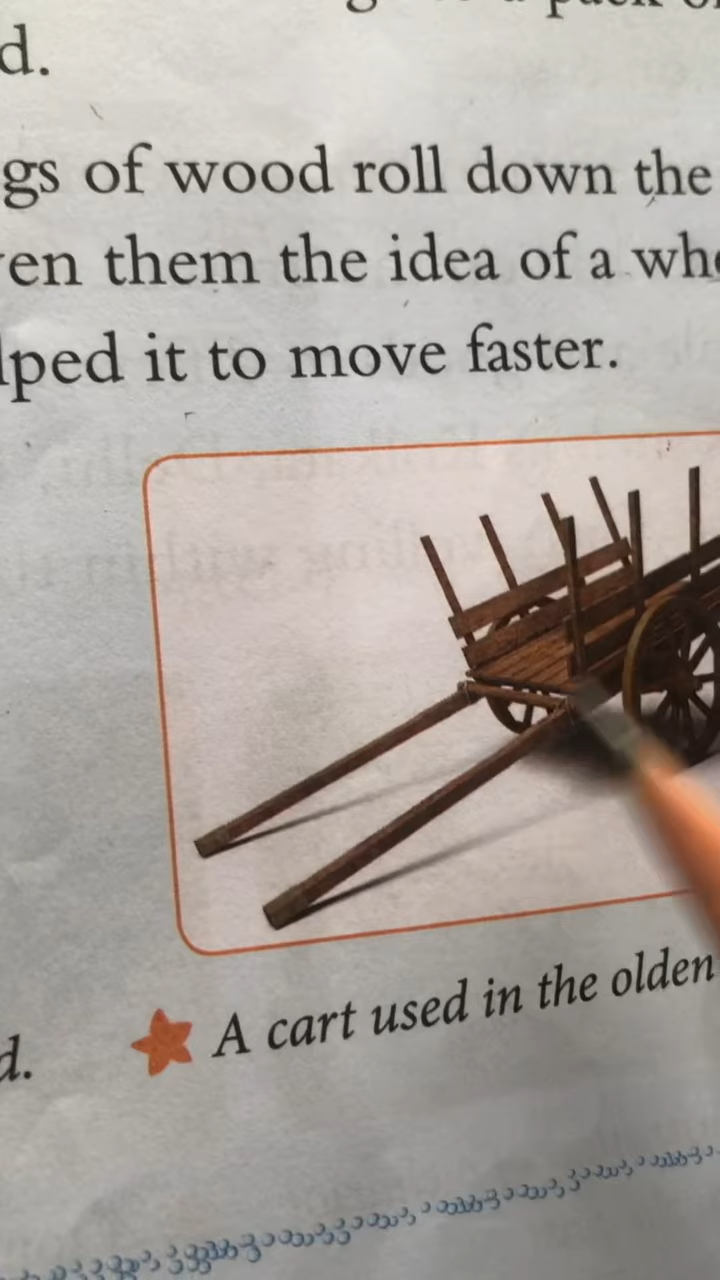 d.
gs of wood roll down the
en them the idea of a
lped it to move faster.
d.
A cart used in the olden